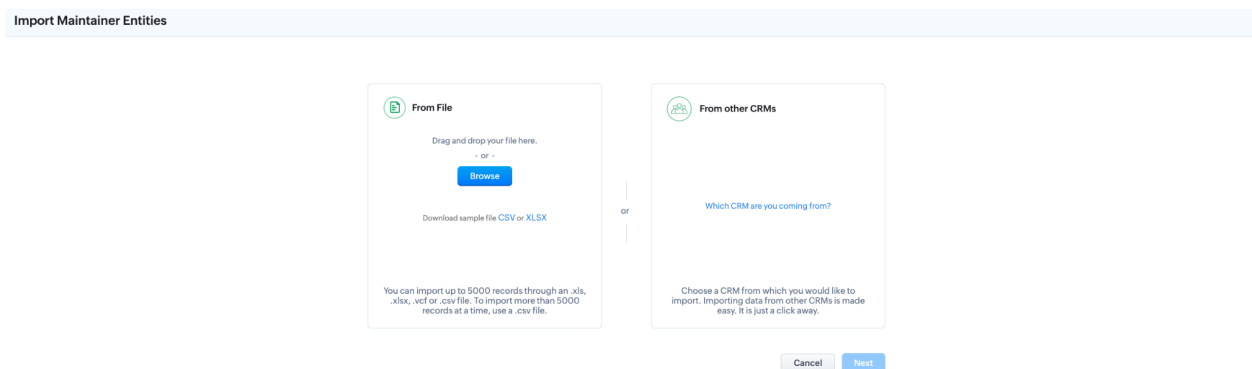 Import Maintainer Entities
From File
Drag and drop your file here.
- or -
Browse
Download sample file CSV or XLSX
You can import up to 5000 records through an .xls,
.xlsx, .vcf or .csv file. To import more than 5000
records at a time, use a .csv file.
or
From other CRMs
Which CRM are you coming from?
Choose a CRM from which you would like to
import. Importing data from other CRMs is made
easy. It is just a click away.
Cancel
Next